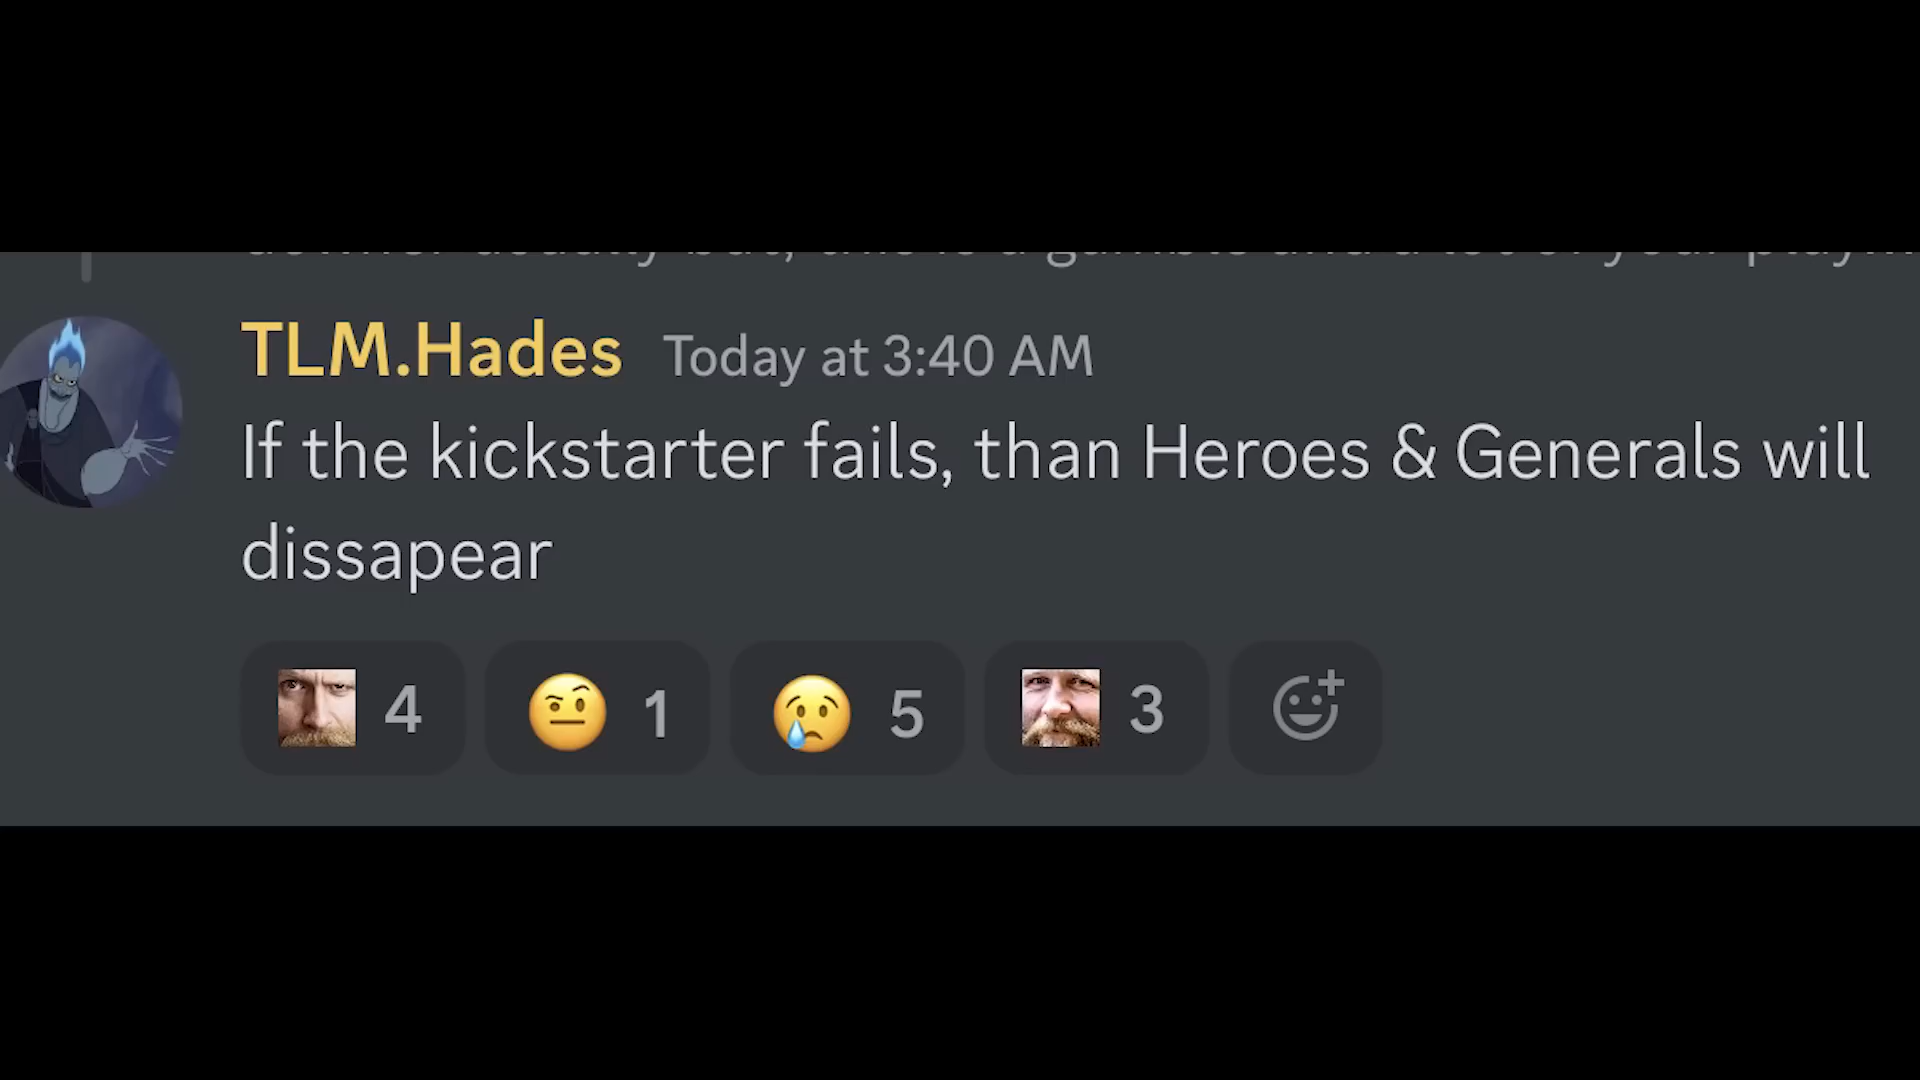 TLM.Hades Today at 3:40 AM
If the kickstarter fails, than Heroes & Generals will
dissapear
4 1 5 3